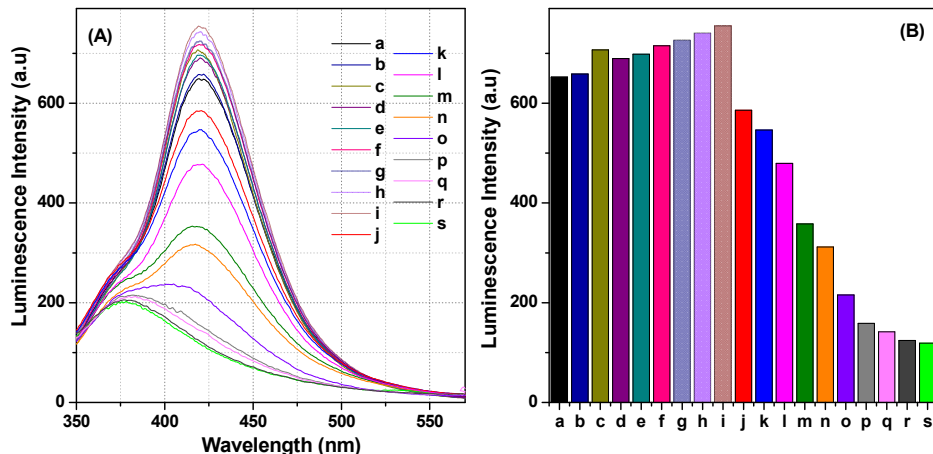 (A)
Luminescence Intensity (a.u)
600
400
200
0
350
400
450
500
550
Wavelength (nm)
a
b
c
d
e
f
g
h
i
j
k
l
m
n
o
p
q
r
s
(B)
Luminescence Intensity (a.u)
600
400
200
0
a b c d e f g h i j k l m n o p q r s